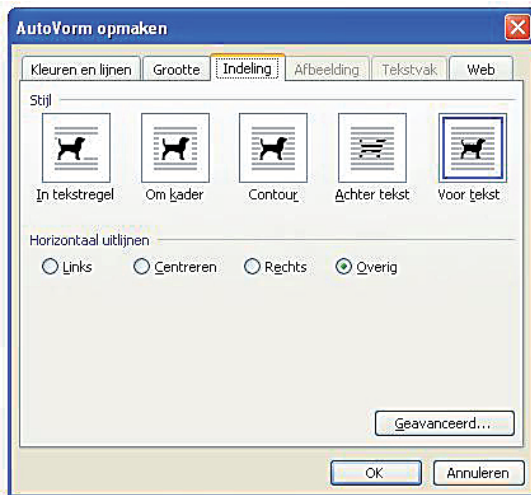 AutoVorm opmaken
Kleuren en lijnen Grootte Indeling Afbeelding Tekstvak Web
Stijl
In tekstregel Om kader Contour Achter tekst Voor tekst
Horizontaal uitlijnen
Links Centreren Rechts Overig
Geavanceerd...
OK Annuleren